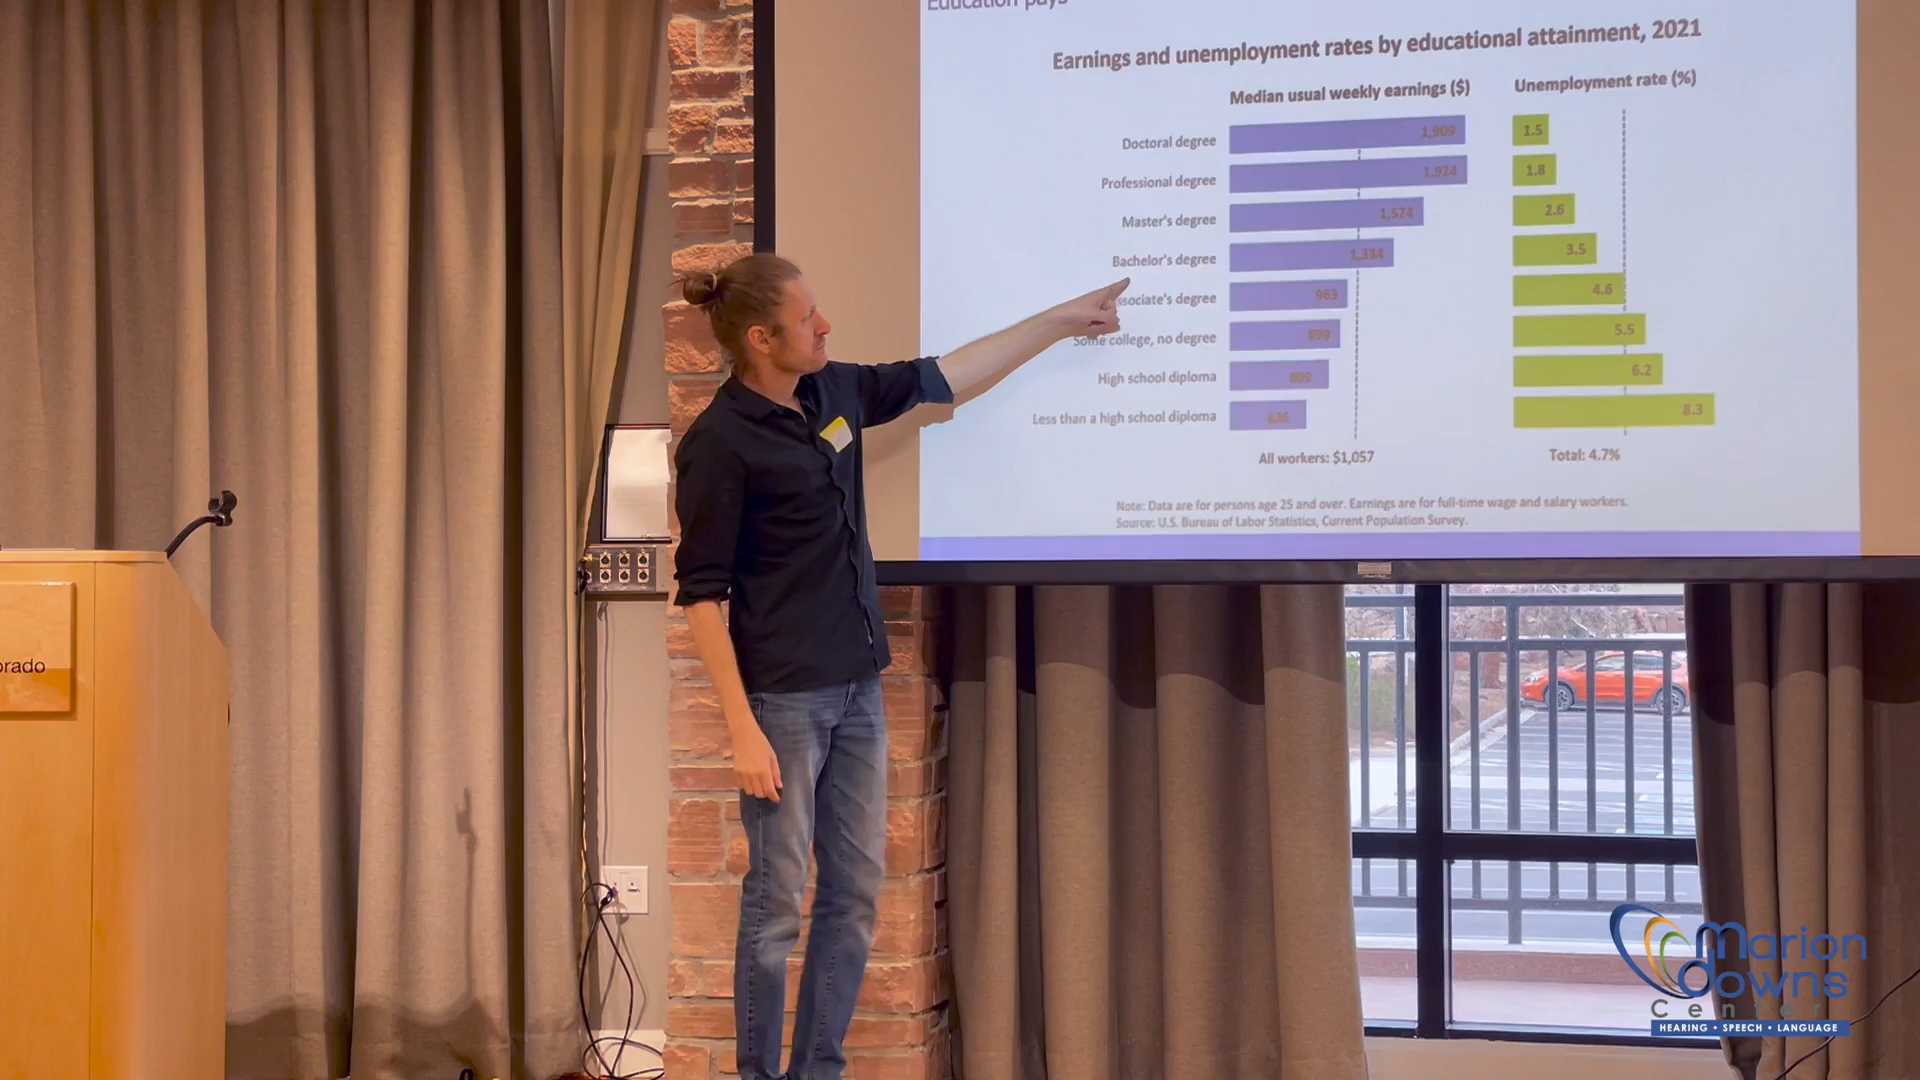 Education pays
Earnings and unemployment rates by educational attainment, 2021
Median usual weekly earnings ($)
Unemployment rate (%)
Doctoral degree 1,909 1.5
Professional degree 1,924 1.8
Master's degree 1,574 2.6
Bachelor's degree 1,334 3.5
ssociate's degree 963 4.6
Some college, no degree 899 5.5
High school diploma 809 6.2
Less than a high school diploma 626 8.3
All workers: $1,057
Total: 4.7%
Note: Data are for persons age 25 and over. Earnings are for full-time wage and salary workers.
Source: U.S. Bureau of Labor Statistics, Current Population Survey.
orado
marion
downs
Center
HEARING • SPEECH • LANGUAGE